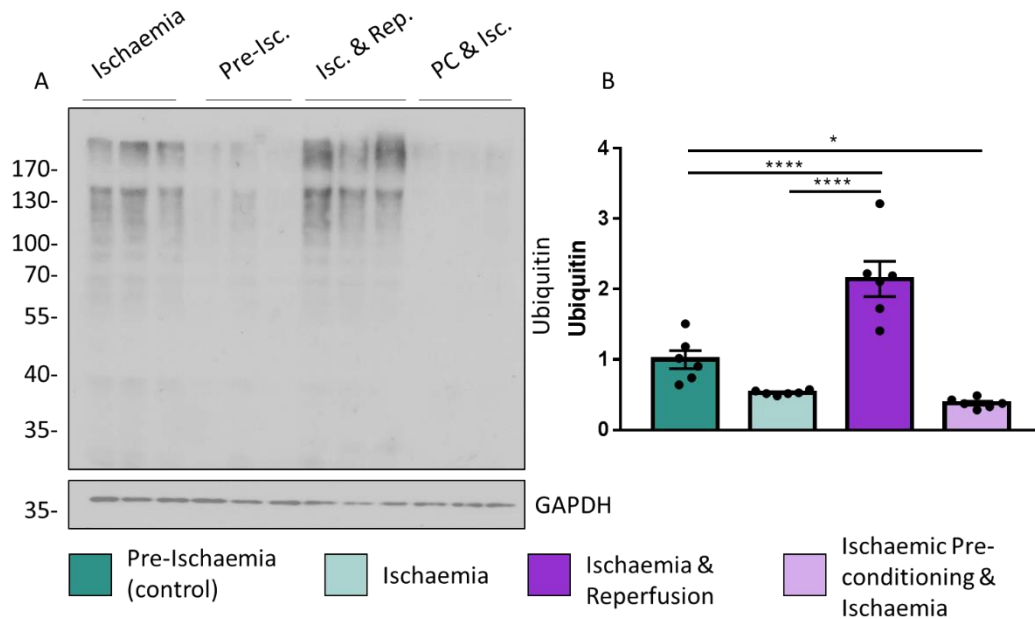 Ischaemia
Pre-Isc.
Isc. & Rep.
PC & Isc.
A
170-
130-
100-
70-
55-
40-
35-
Ubiquitin
35-
GAPDH
B
Ubiquitin
4
3
2
1
0
*
****
****
Pre-Ischaemia
(control)
Ischaemia
Ischaemia &
Reperfusion
Ischaemic Pre-
conditioning &
Ischaemia